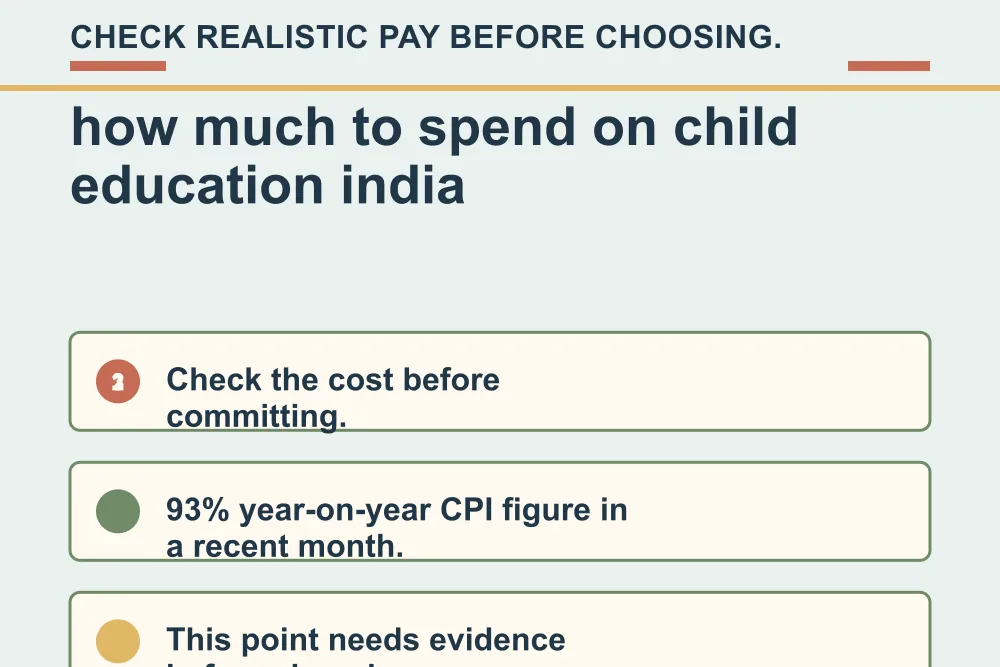 CHECK REALISTIC PAY BEFORE CHOOSING.
how much to spend on child
education india
Check the cost before
committing.
93% year-on-year CPI figure in
a recent month.
This point needs evidence